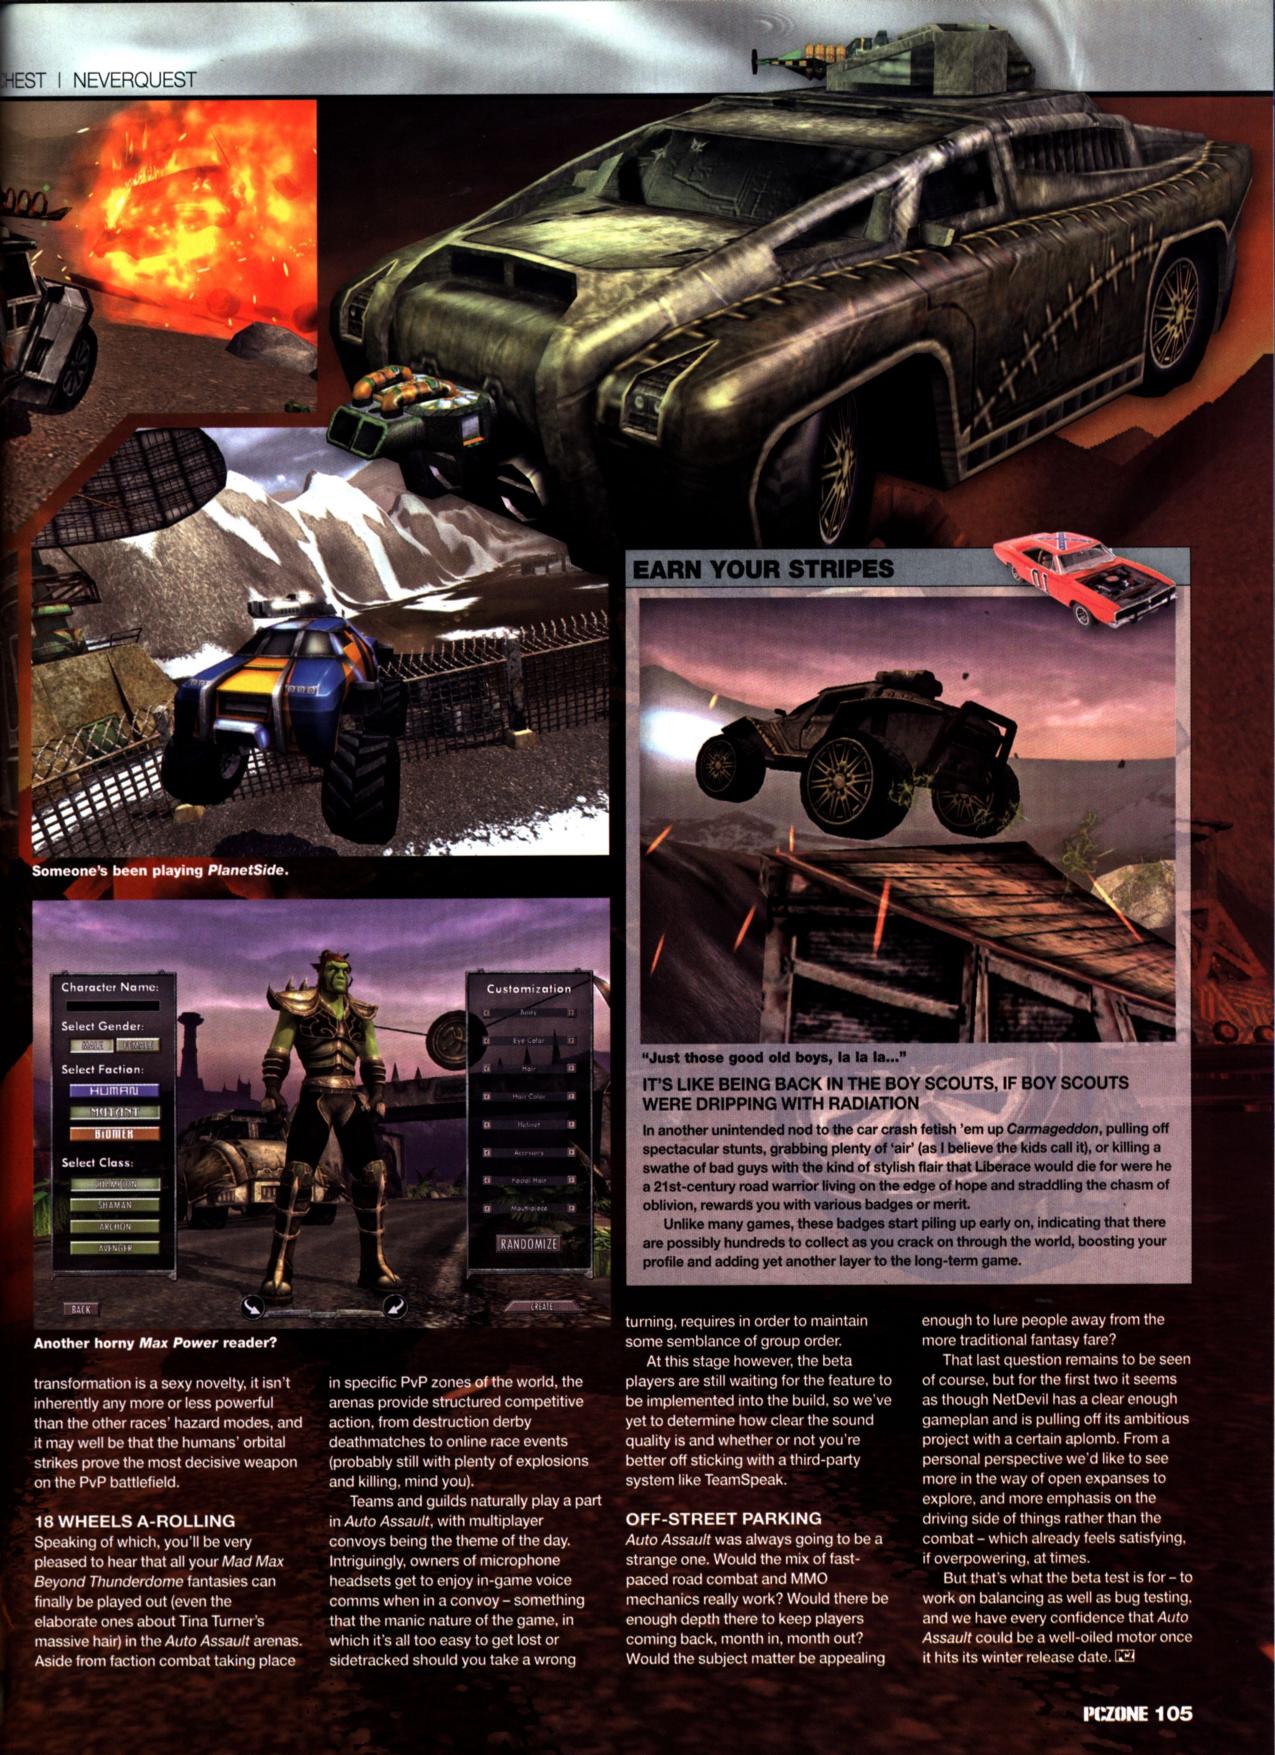 CHEST | NEVERQUEST
Someone's been playing PlanetSide.
Character Name:
Select Gender:
MALE FEMALE
Select Faction:
HUMAN
MUTANT
BIOMEK
Select Class:
CHAMPION
SHAMAN
ARCHON
AVENGER
BACK
Customization
Body
Eye Color
Hair
Hair Color
Helmet
Accessory
Facial Hair
Mouthpiece
RANDOMIZE
CREATE
Another horny Max Power reader?
transformation is a sexy novelty, it isn't
inherently any more or less powerful
than the other races' hazard modes, and
it may well be that the humans' orbital
strikes prove the most decisive weapon
on the PvP battlefield.
18 WHEELS A-ROLLING
Speaking of which, you'll be very
pleased to hear that all your Mad Max
Beyond Thunderdome fantasies can
finally be played out (even the
elaborate ones about Tina Turner's
massive hair) in the Auto Assault arenas.
Aside from faction combat taking place
in specific PvP zones of the world, the
arenas provide structured competitive
action, from destruction derby
deathmatches to online race events
(probably still with plenty of explosions
and killing, mind you).
Teams and guilds naturally play a part
in Auto Assault, with multiplayer
convoys being the theme of the day.
Intriguingly, owners of microphone
headsets get to enjoy in-game voice
comms when in a convoy – something
that the manic nature of the game, in
which it's all too easy to get lost or
sidetracked should you take a wrong
EARN YOUR STRIPES
01
"Just those good old boys, la la la..."
IT'S LIKE BEING BACK IN THE BOY SCOUTS, IF BOY SCOUTS
WERE DRIPPING WITH RADIATION
In another unintended nod to the car crash fetish 'em up Carmageddon, pulling off
spectacular stunts, grabbing plenty of 'air' (as I believe the kids call it), or killing a
swathe of bad guys with the kind of stylish flair that Liberace would die for were he
a 21st-century road warrior living on the edge of hope and straddling the chasm of
oblivion, rewards you with various badges or merit.
Unlike many games, these badges start piling up early on, indicating that there
are possibly hundreds to collect as you crack on through the world, boosting your
profile and adding yet another layer to the long-term game.
turning, requires in order to maintain
some semblance of group order.
At this stage however, the beta
players are still waiting for the feature to
be implemented into the build, so we've
yet to determine how clear the sound
quality is and whether or not you're
better off sticking with a third-party
system like TeamSpeak.
OFF-STREET PARKING
Auto Assault was always going to be a
strange one. Would the mix of fast-
paced road combat and MMO
mechanics really work? Would there be
enough depth there to keep players
coming back, month in, month out?
Would the subject matter be appealing
enough to lure people away from the
more traditional fantasy fare?
That last question remains to be seen
of course, but for the first two it seems
as though NetDevil has a clear enough
gameplan and is pulling off its ambitious
project with a certain aplomb. From a
personal perspective we'd like to see
more in the way of open expanses to
explore, and more emphasis on the
driving side of things rather than the
combat – which already feels satisfying,
if overpowering, at times.
But that's what the beta test is for – to
work on balancing as well as bug testing,
and we have every confidence that Auto
Assault could be a well-oiled motor once
it hits its winter release date. PCZ
PCZONE 105